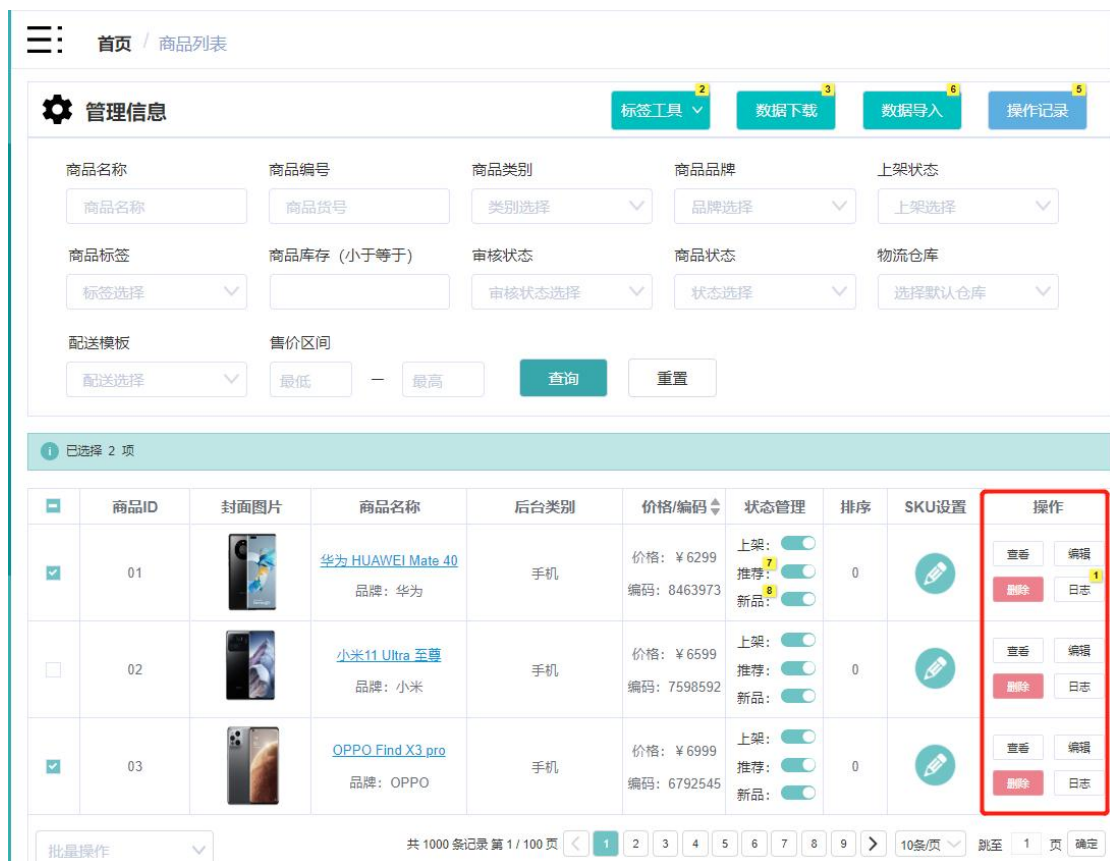 首页 / 商品列表
管理信息
标签工具 2 数据下载 3 数据导入 6 操作记录 5
商品名称 商品编号 商品类别 商品品牌 上架状态
商品名称 商品货号 类别选择 品牌选择 上架选择
商品标签 商品库存（小于等于） 审核状态 商品状态 物流仓库
标签选择 审核状态选择 状态选择 选择默认仓库
配送模板 售价区间
配送选择 最低 — 最高 查询 重置
已选择 2 项
商品ID 封面图片 商品名称 后台类别 价格/编码 状态管理 排序 SKU设置 操作
01 华为 HUAWEI Mate 40 手机 价格：￥6299 上架： 0 查看 编辑
品牌：华为 编码：8463973 推荐： 7 删除 日志 1
新品： 8
02 小米11 Ultra 至尊 手机 价格：￥6599 上架： 0 查看 编辑
品牌：小米 编码：7598592 推荐： 删除 日志
新品：
03 OPPO Find X3 pro 手机 价格：￥6999 上架： 0 查看 编辑
品牌：OPPO 编码：6792545 推荐： 删除 日志
新品：
批量操作 共 1000 条记录 第 1 / 100 页 < 1 2 3 4 5 6 7 8 9 > 10条/页 跳至 1 页 确定